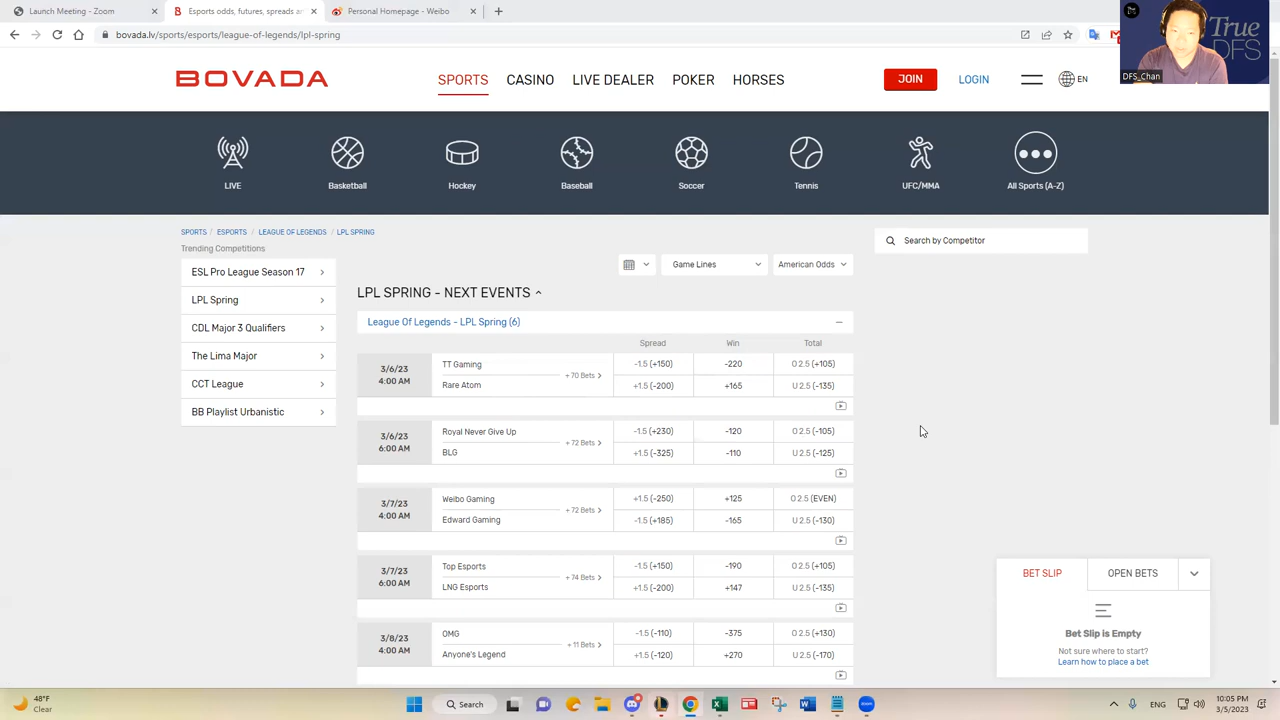 Launch Meeting - Zoom
Esports odds, futures, spreads an
Personal Homepage - Weibo
bovada.lv/sports/esports/league-of-legends/lpl-spring
True
DFS
DFS_Chan
BOVADA
SPORTS
CASINO
LIVE DEALER
POKER
HORSES
JOIN
LOGIN
EN
LIVE
Basketball
Hockey
Baseball
Soccer
Tennis
UFC/MMA
All Sports (A-Z)
SPORTS / ESPORTS / LEAGUE OF LEGENDS / LPL SPRING
Trending Competitions
ESL Pro League Season 17
LPL Spring
CDL Major 3 Qualifiers
The Lima Major
CCT League
BB Playlist Urbanistic
Game Lines
American Odds
Search by Competitor
LPL SPRING - NEXT EVENTS
League Of Legends - LPL Spring (6)
Spread Win Total
3/6/23
4:00 AM
TT Gaming -1.5 (+150) -220 O 2.5 (+105)
+ 70 Bets
Rare Atom +1.5 (-200) +165 U 2.5 (-135)
3/6/23
6:00 AM
Royal Never Give Up -1.5 (+230) -120 O 2.5 (-105)
+ 72 Bets
BLG +1.5 (-325) -110 U 2.5 (-125)
3/7/23
4:00 AM
Weibo Gaming +1.5 (-250) +125 O 2.5 (EVEN)
+ 72 Bets
Edward Gaming -1.5 (+185) -165 U 2.5 (-130)
3/7/23
6:00 AM
Top Esports -1.5 (+150) -190 O 2.5 (+105)
+ 74 Bets
LNG Esports +1.5 (-200) +147 U 2.5 (-135)
3/8/23
4:00 AM
OMG -1.5 (-110) -375 O 2.5 (+130)
+ 11 Bets
Anyone's Legend +1.5 (-120) +270 U 2.5 (-170)
BET SLIP
OPEN BETS
Bet Slip is Empty
Not sure where to start?
Learn how to place a bet
48°F
Clear
Search
ENG
10:05 PM
3/5/2023